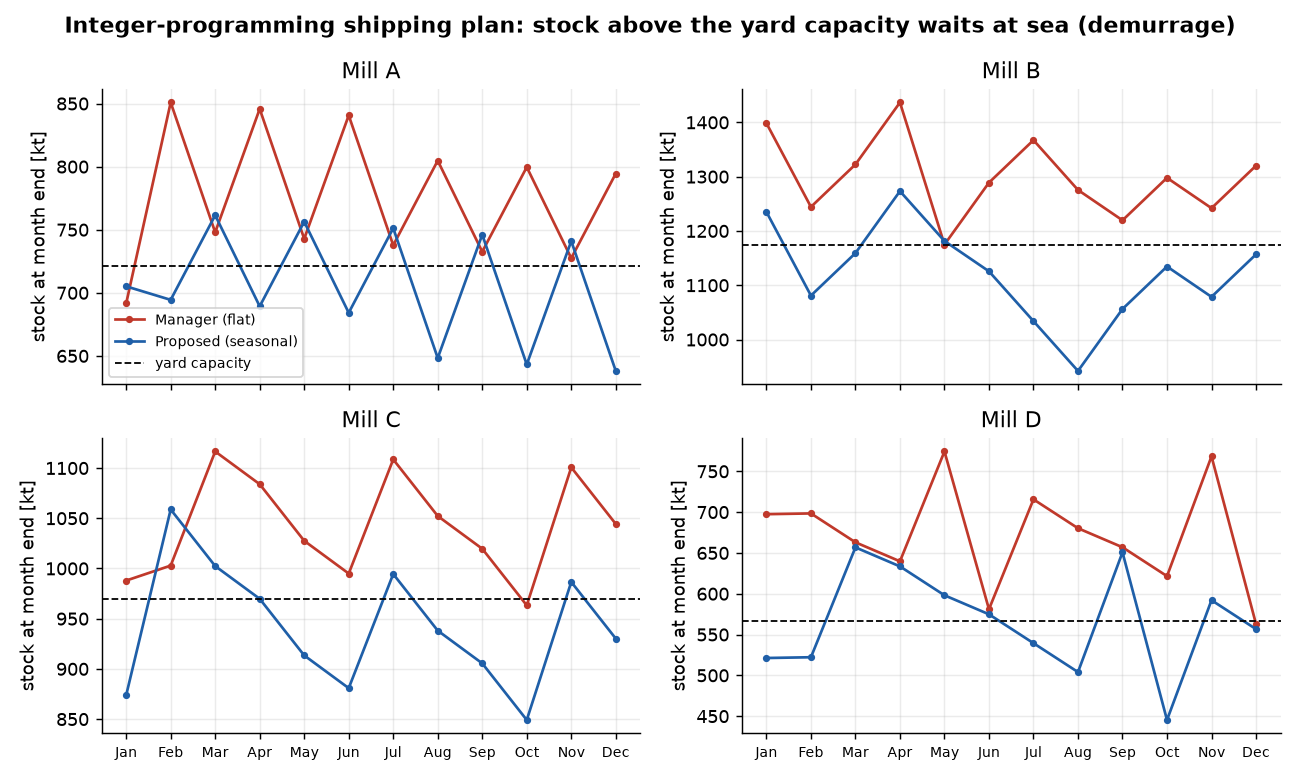 Integer-programming shipping plan: stock above the yard capacity waits at sea (demurrage)
Mill A
stock at month end [kt]
850
800
750
700
650
Manager (flat)
Proposed (seasonal)
yard capacity
Mill B
stock at month end [kt]
1400
1300
1200
1100
1000
Mill C
stock at month end [kt]
1100
1050
1000
950
900
850
Jan Feb Mar Apr May Jun Jul Aug Sep Oct Nov Dec
Mill D
stock at month end [kt]
750
700
650
600
550
500
450
Jan Feb Mar Apr May Jun Jul Aug Sep Oct Nov Dec